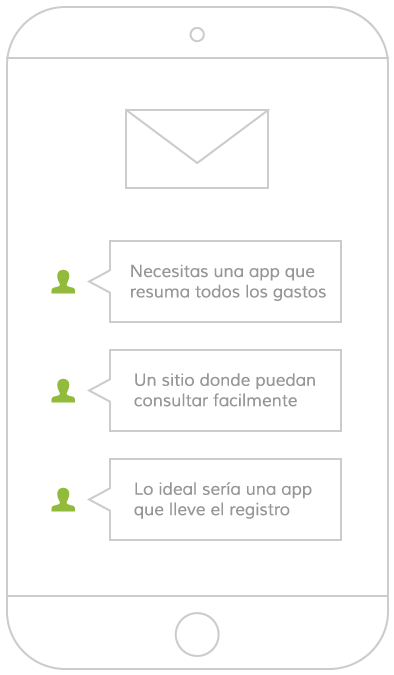 Necesitas una app que
resuma todos los gastos
Un sitio donde puedan
consultar facilmente
Lo ideal sería una app
que lleve el registro